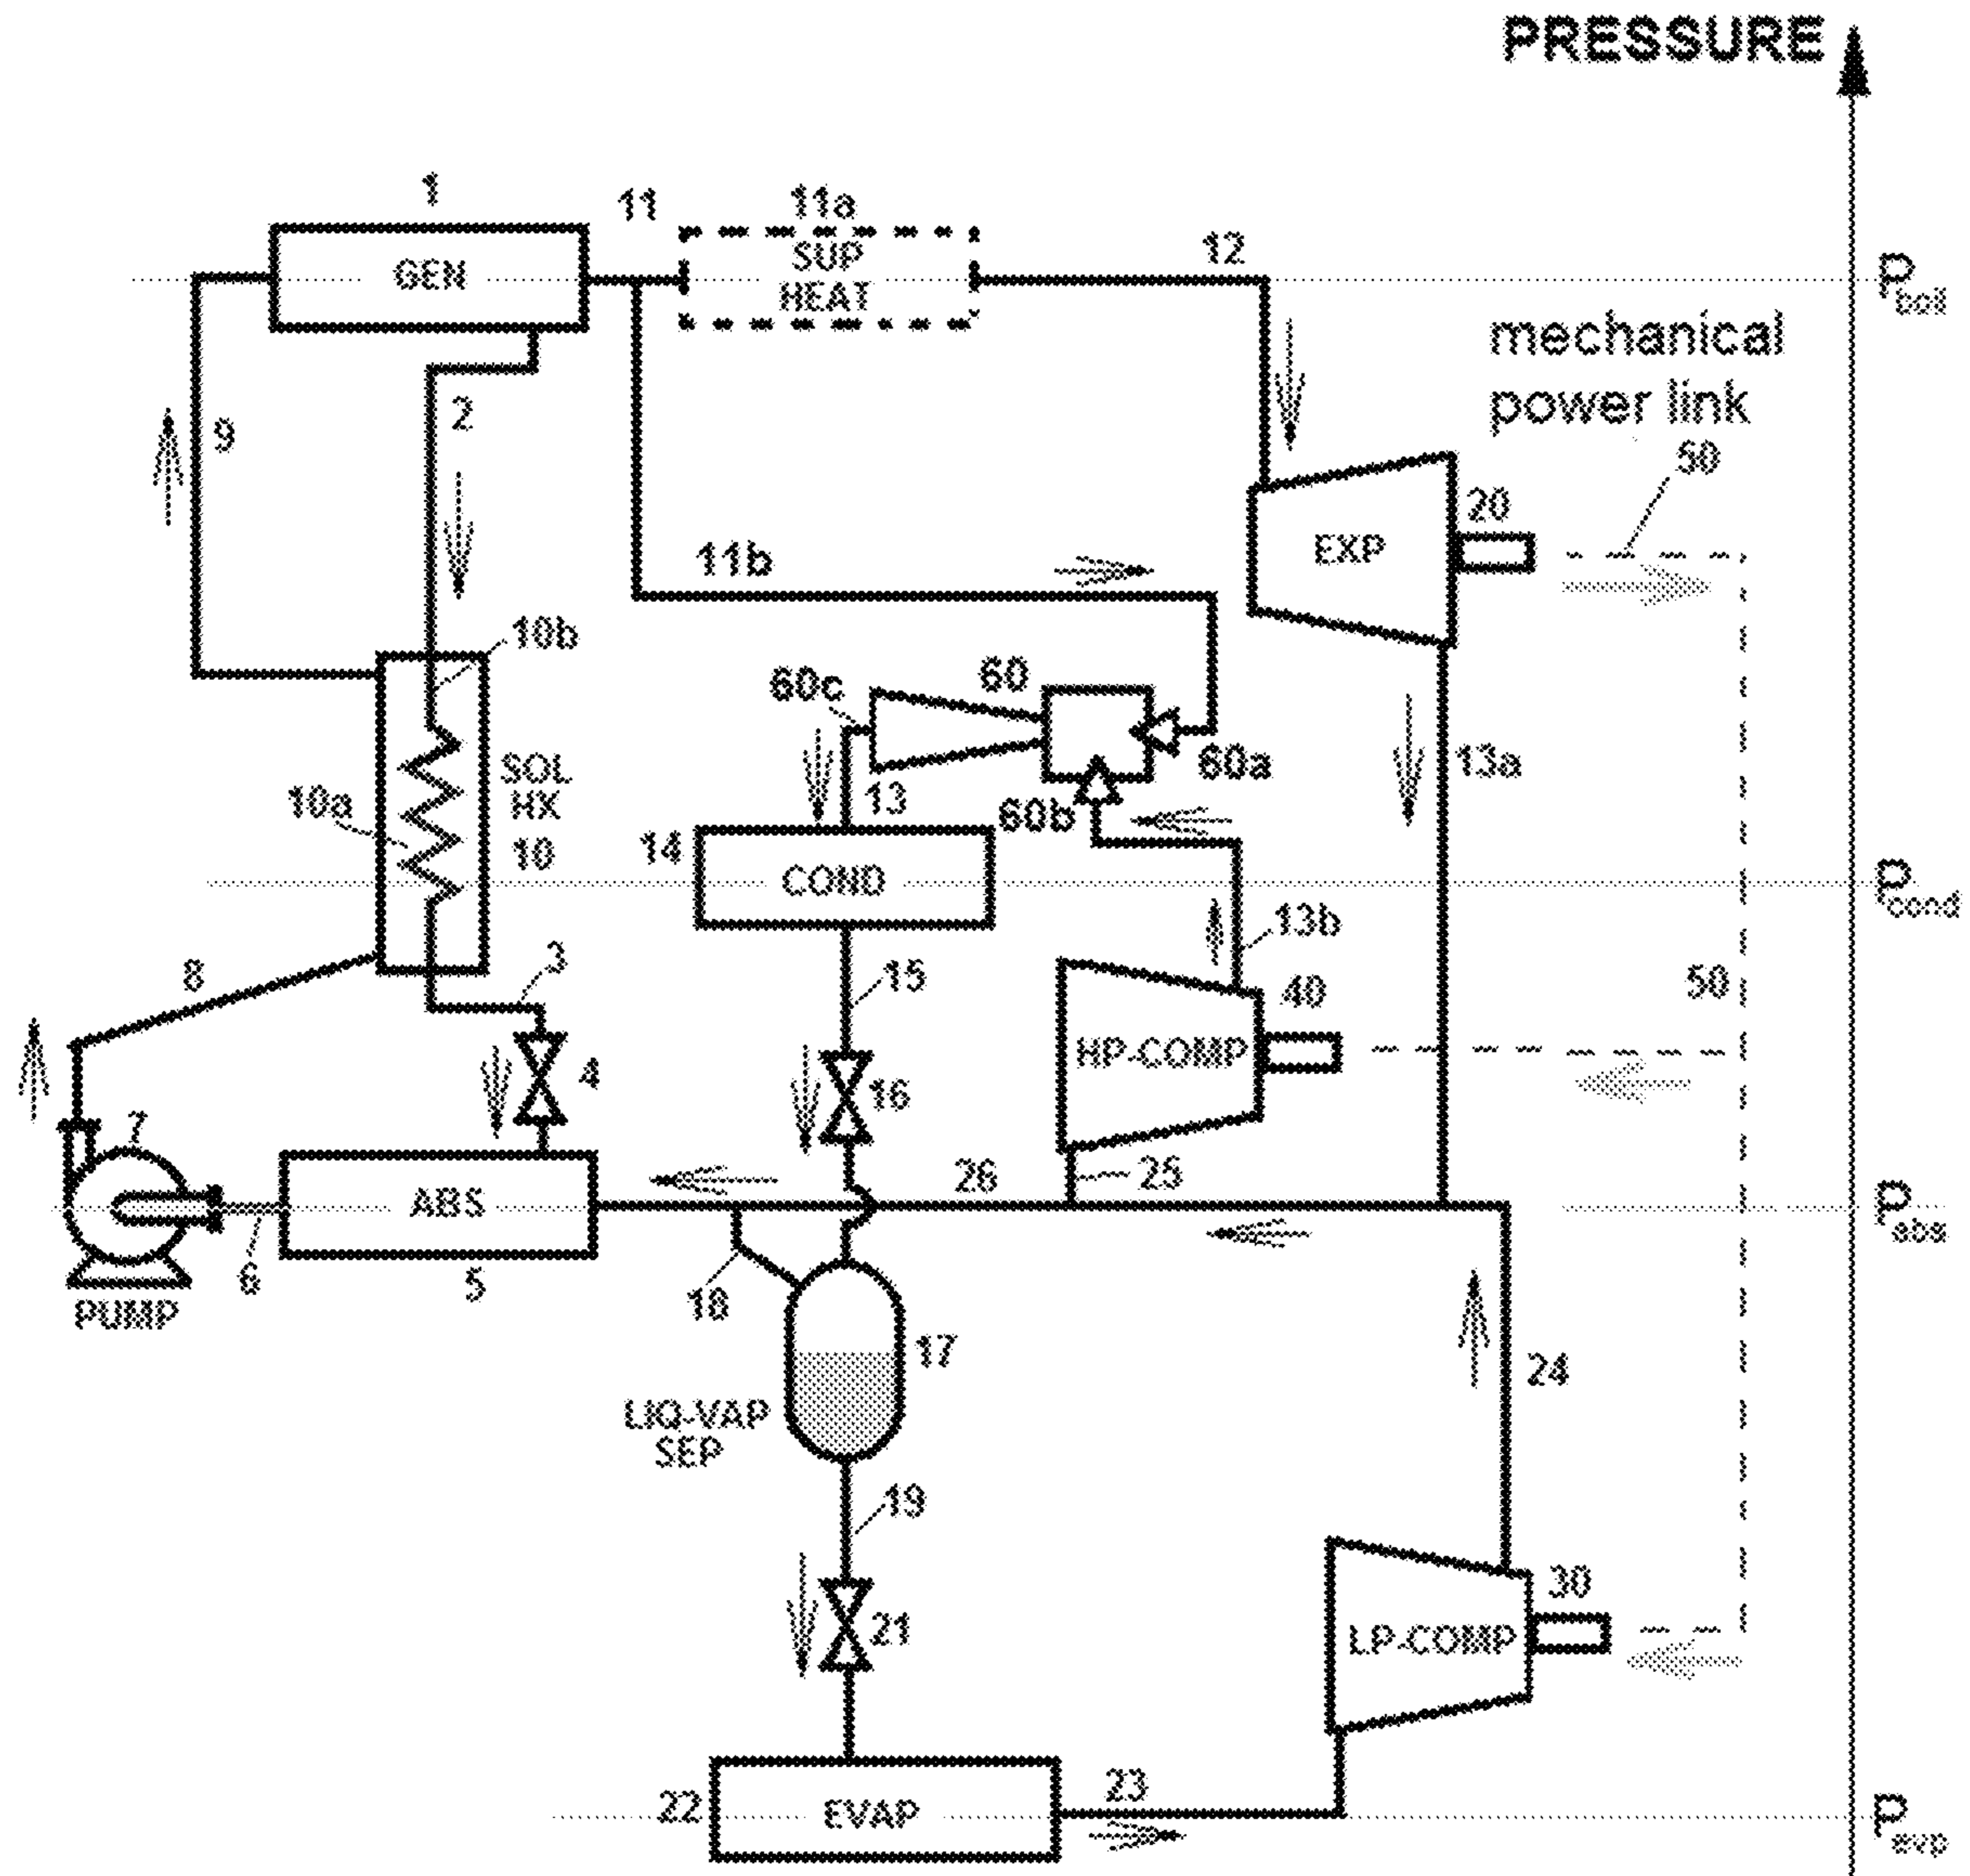 PRESSURE
1
11
11a
GEN
SUP
HEAT
12
P boil
mechanical
power link
50
2
9
20
EXP
11b
10b
60c
60
60a
13a
SOL
HX
10
10a
13
60b
14
COND
P cond
13b
8
3
15
40
50
HP-COMP
4
16
7
26
25
ABS
P abs
6
5
18
PUMP
17
24
LIQ-VAP
SEP
19
30
21
LP-COMP
23
22
EVAP
P evp